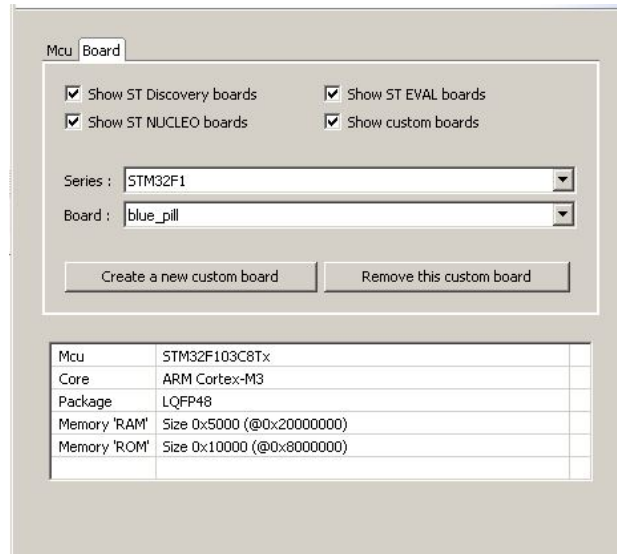 Mcu Board
Show ST Discovery boards Show ST EVAL boards
Show ST NUCLEO boards Show custom boards
Series : STM32F1
Board : blue_pill
Create a new custom board Remove this custom board
Mcu STM32F103C8Tx
Core ARM Cortex-M3
Package LQFP48
Memory 'RAM' Size 0x5000 (@0x20000000)
Memory 'ROM' Size 0x10000 (@0x8000000)